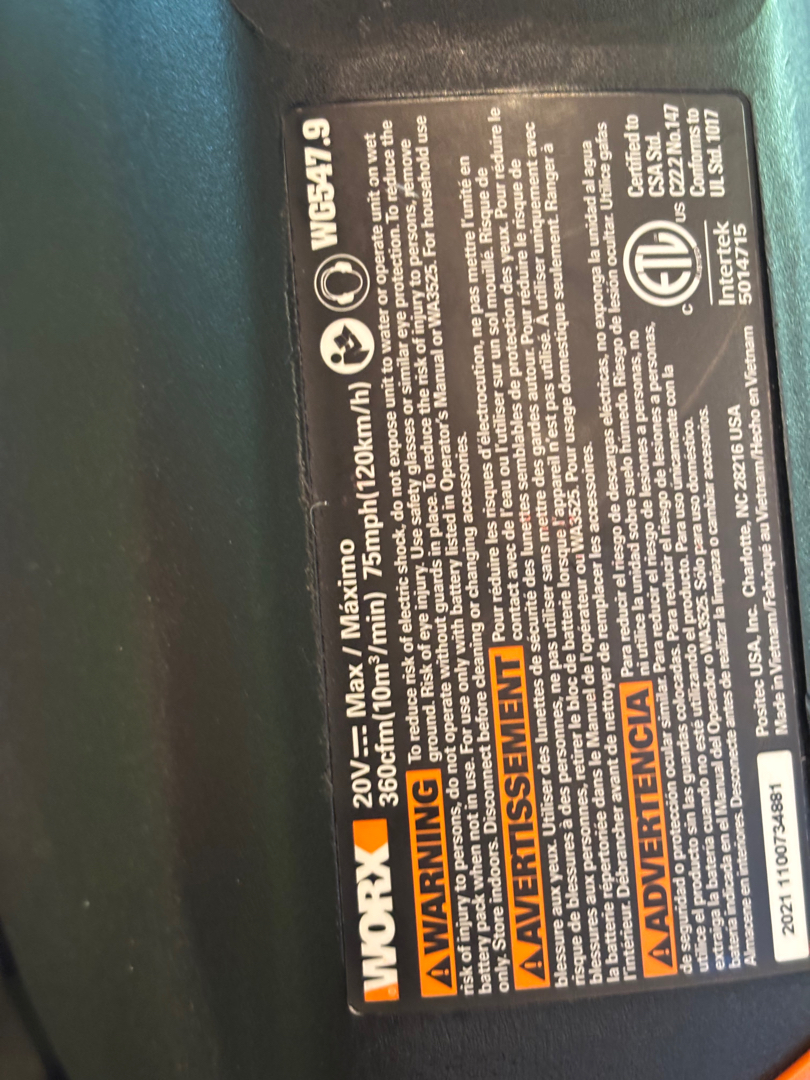 WORX 20V Max / Máximo
360cfm(10m³/min) 75mph(120km/h) WG547.9
WARNING To reduce risk of electric shock, do not expose unit to water or operate unit on wet
ground. Risk of eye injury. Use safety glasses or similar eye protection. To reduce the
risk of injury to persons, do not operate without guards in place. To reduce the risk of injury to persons, remove
battery pack when not in use. For use only with battery listed in Operator's Manual or WA3525. For household use
only. Store indoors. Disconnect before cleaning or changing accessories.
AVERTISSEMENT Pour réduire les risques d'électrocution, ne pas mettre l'unité en
contact avec de l'eau ou l'utiliser sur un sol mouillé. Risque de
blessure aux yeux. Utiliser des lunettes de sécurité des lunettes semblables de protection des yeux. Pour réduire le
risque de blessures à des personnes, ne pas utiliser sans mettre des gardes autour. Pour réduire le risque de
blessures aux personnes, retirer le bloc de batterie lorsque l'appareil n'est pas utilisé. À utiliser uniquement avec
la batterie répertoriée dans le Manuel de l'opérateur ou WA3525. Pour usage domestique seulement. Ranger à
l'intérieur. Débrancher avant de nettoyer de remplacer les accessoires.
ADVERTENCIA Para reducir el riesgo de descargas eléctricas, no exponga la unidad al agua
ni utilice la unidad sobre suelo húmedo. Riesgo de lesión ocular. Utilice gafas
de seguridad o protección ocular similar. Para reducir el riesgo de lesiones a personas, no
utilice el producto sin las guardas colocadas. Para reducir el riesgo de lesiones a personas,
extraiga la batería cuando no esté utilizando el producto. Para uso únicamente con la
batería indicada en el Manual del Operador o WA3525. Sólo para uso doméstico.
Almacene en interiores. Desconecte antes de realizar la limpieza o cambiar accesorios.
C ETL US
Intertek
5014715
Certified to
CSA Std.
C22.2 No.147
Conforms to
UL Std. 1017
2021 1100734881
Positec USA, Inc. Charlotte, NC 28216 USA
Made in Vietnam/Fabriqué au Vietnam/Hecho en Vietnam